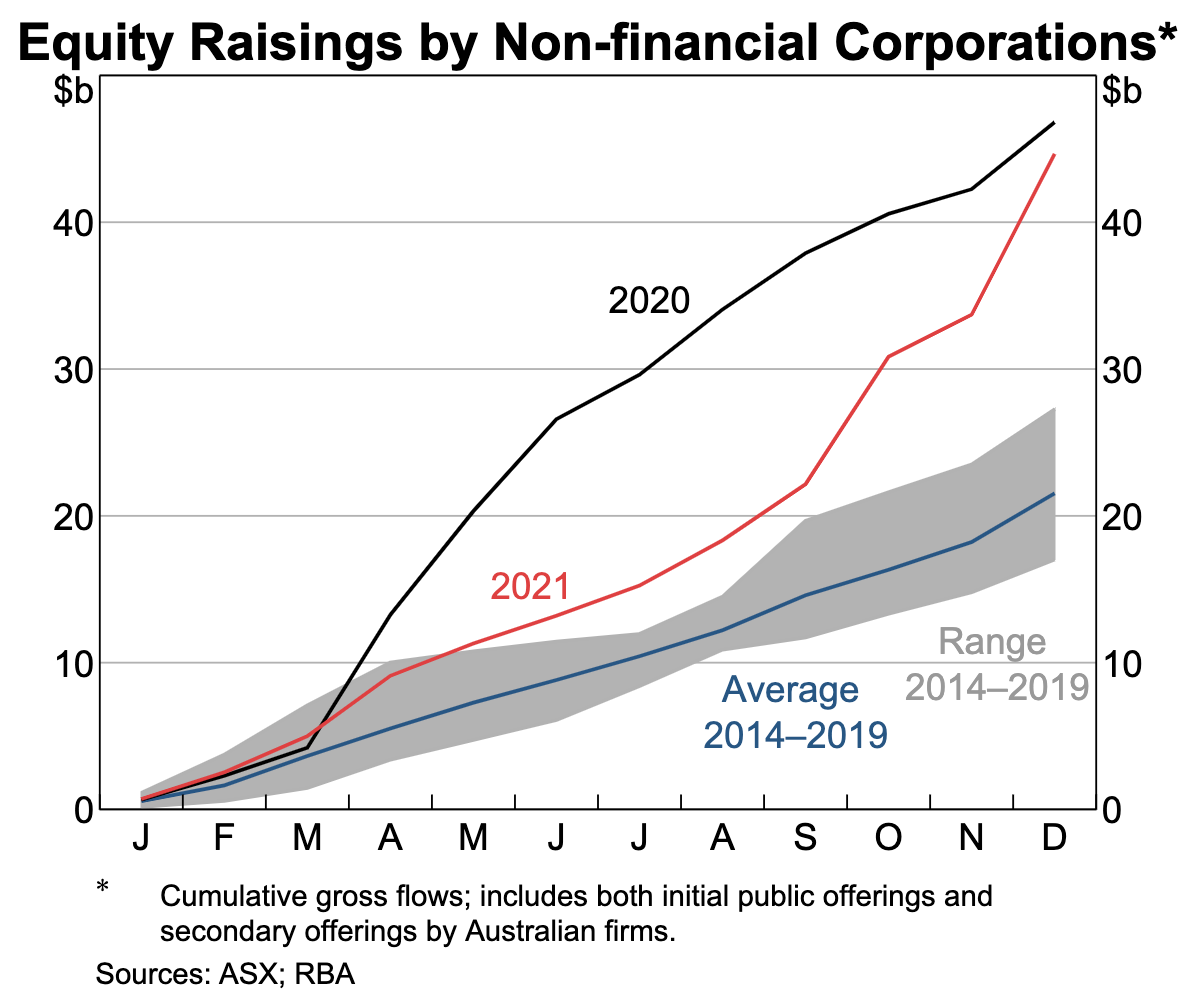 Equity Raisings by Non-financial Corporations*
$b
$b
40
40
2020
30
30
20
20
2021
10
10
Range
2014–2019
Average
2014–2019
0
0
J F M A M J J A S O N D
* Cumulative gross flows; includes both initial public offerings and
secondary offerings by Australian firms.
Sources: ASX; RBA